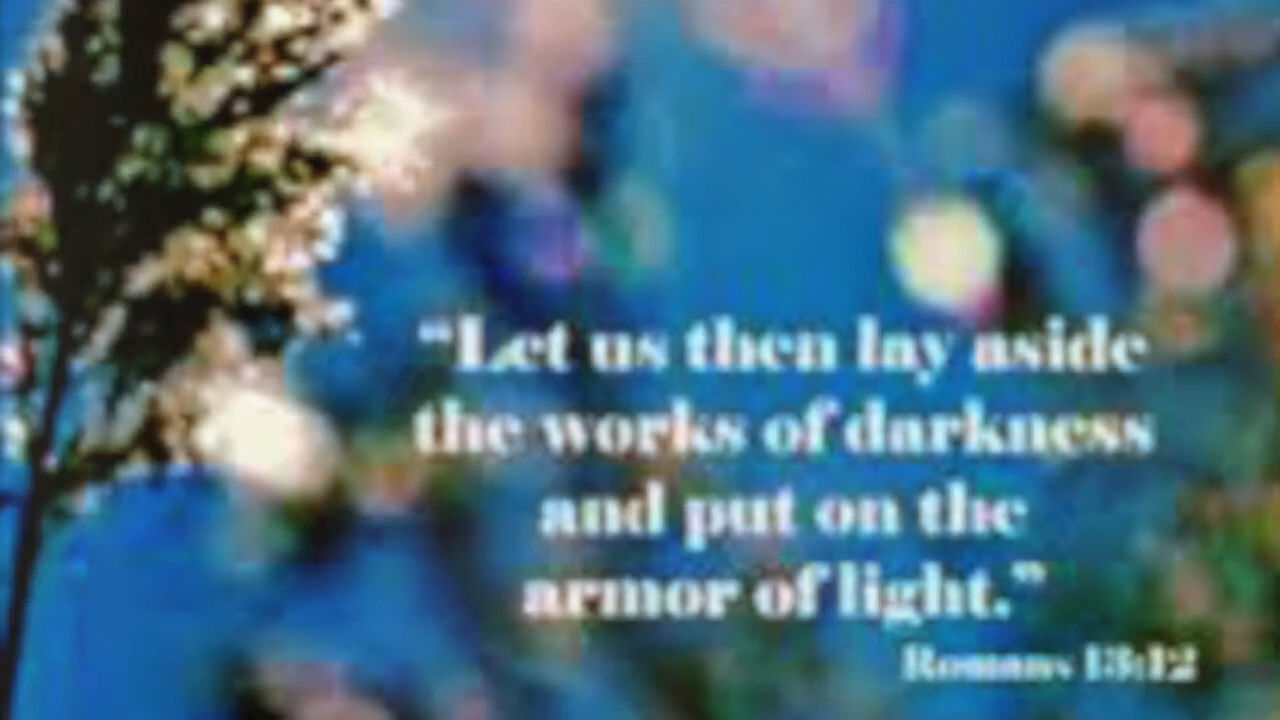 “Let us then lay aside
the works of darkness
and put on the
armor of light.”
Romans 13:12